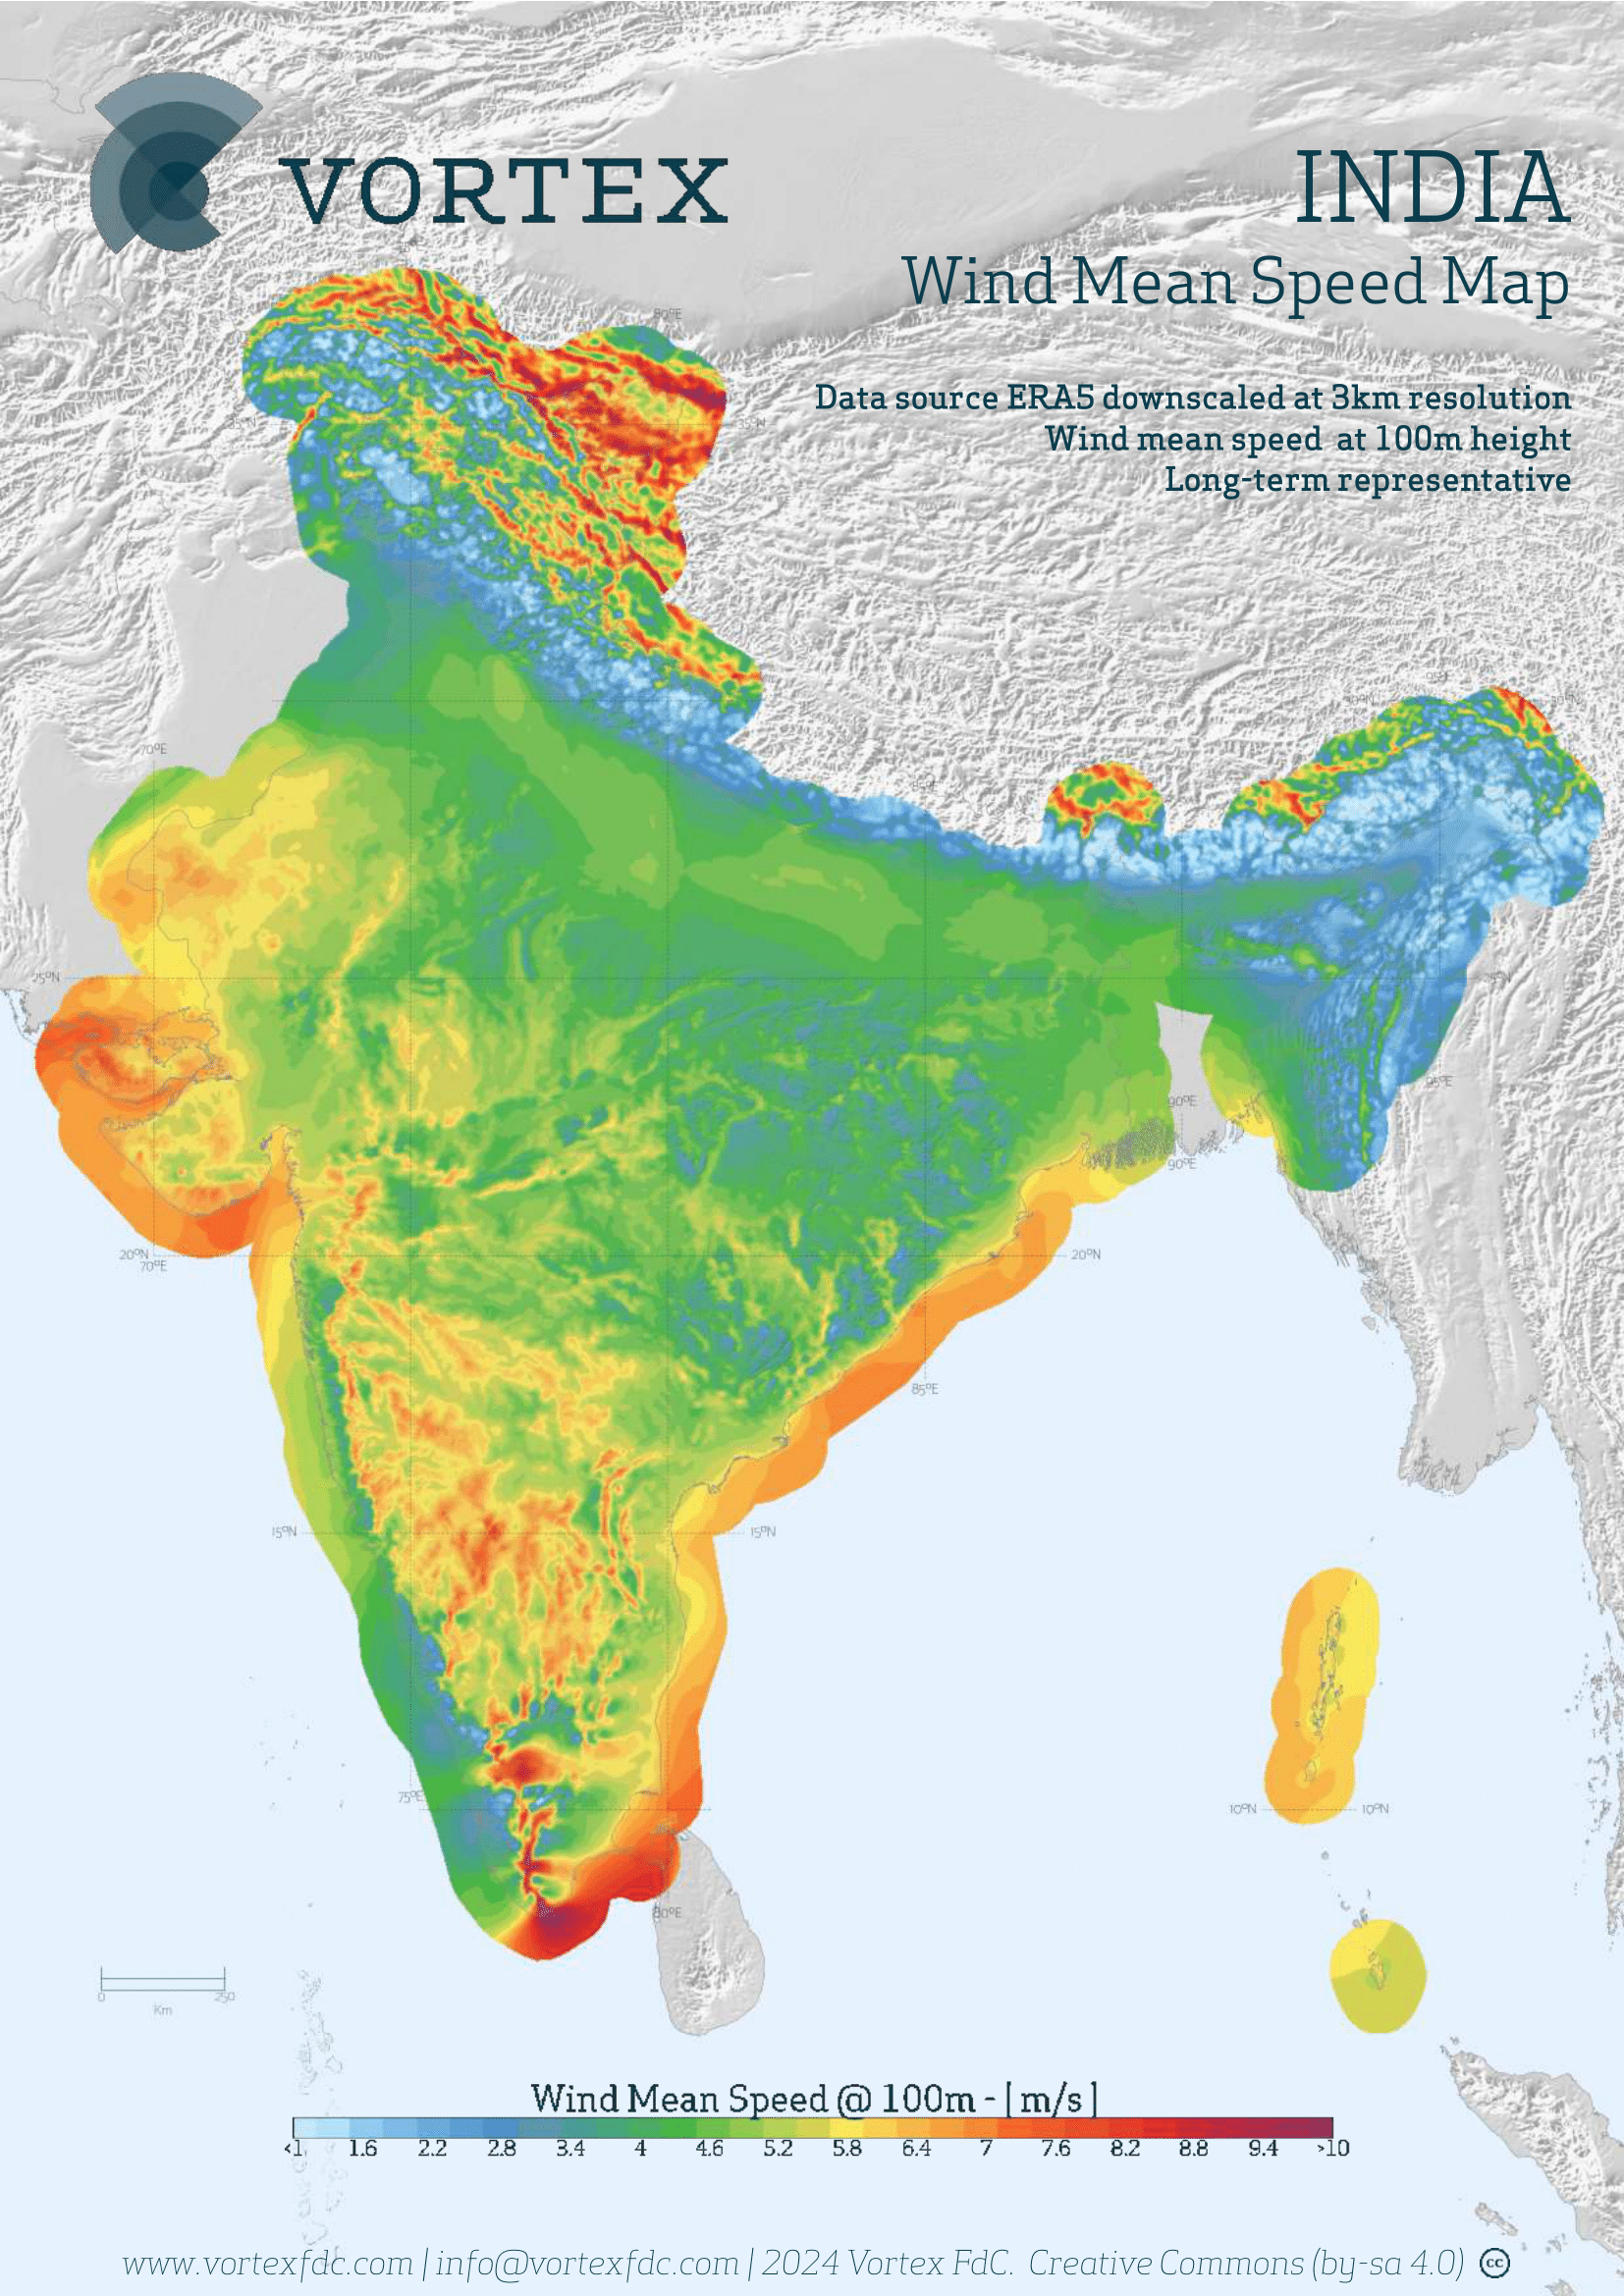 VORTEX
INDIA
Wind Mean Speed Map
80ºE
Data source ERA5 downscaled at 3km resolution
35ºN
35ºN
Wind mean speed at 100m height
Long-term representative
95ºE
30ºN
30ºN
70ºE
85ºE
25ºN
25ºN
95ºE
90ºE
90ºE
20ºN
70ºE
20ºN
85ºE
15ºN
15ºN
75ºE
10ºN
10ºN
80ºE
0
250
Km
Wind Mean Speed @ 100m - [ m/s ]
<1 1.6 2.2 2.8 3.4 4 4.6 5.2 5.8 6.4 7 7.6 8.2 8.8 9.4 >10
www.vortexfdc.com | info@vortexfdc.com | 2024 Vortex FdC. Creative Commons (by-sa 4.0) cc